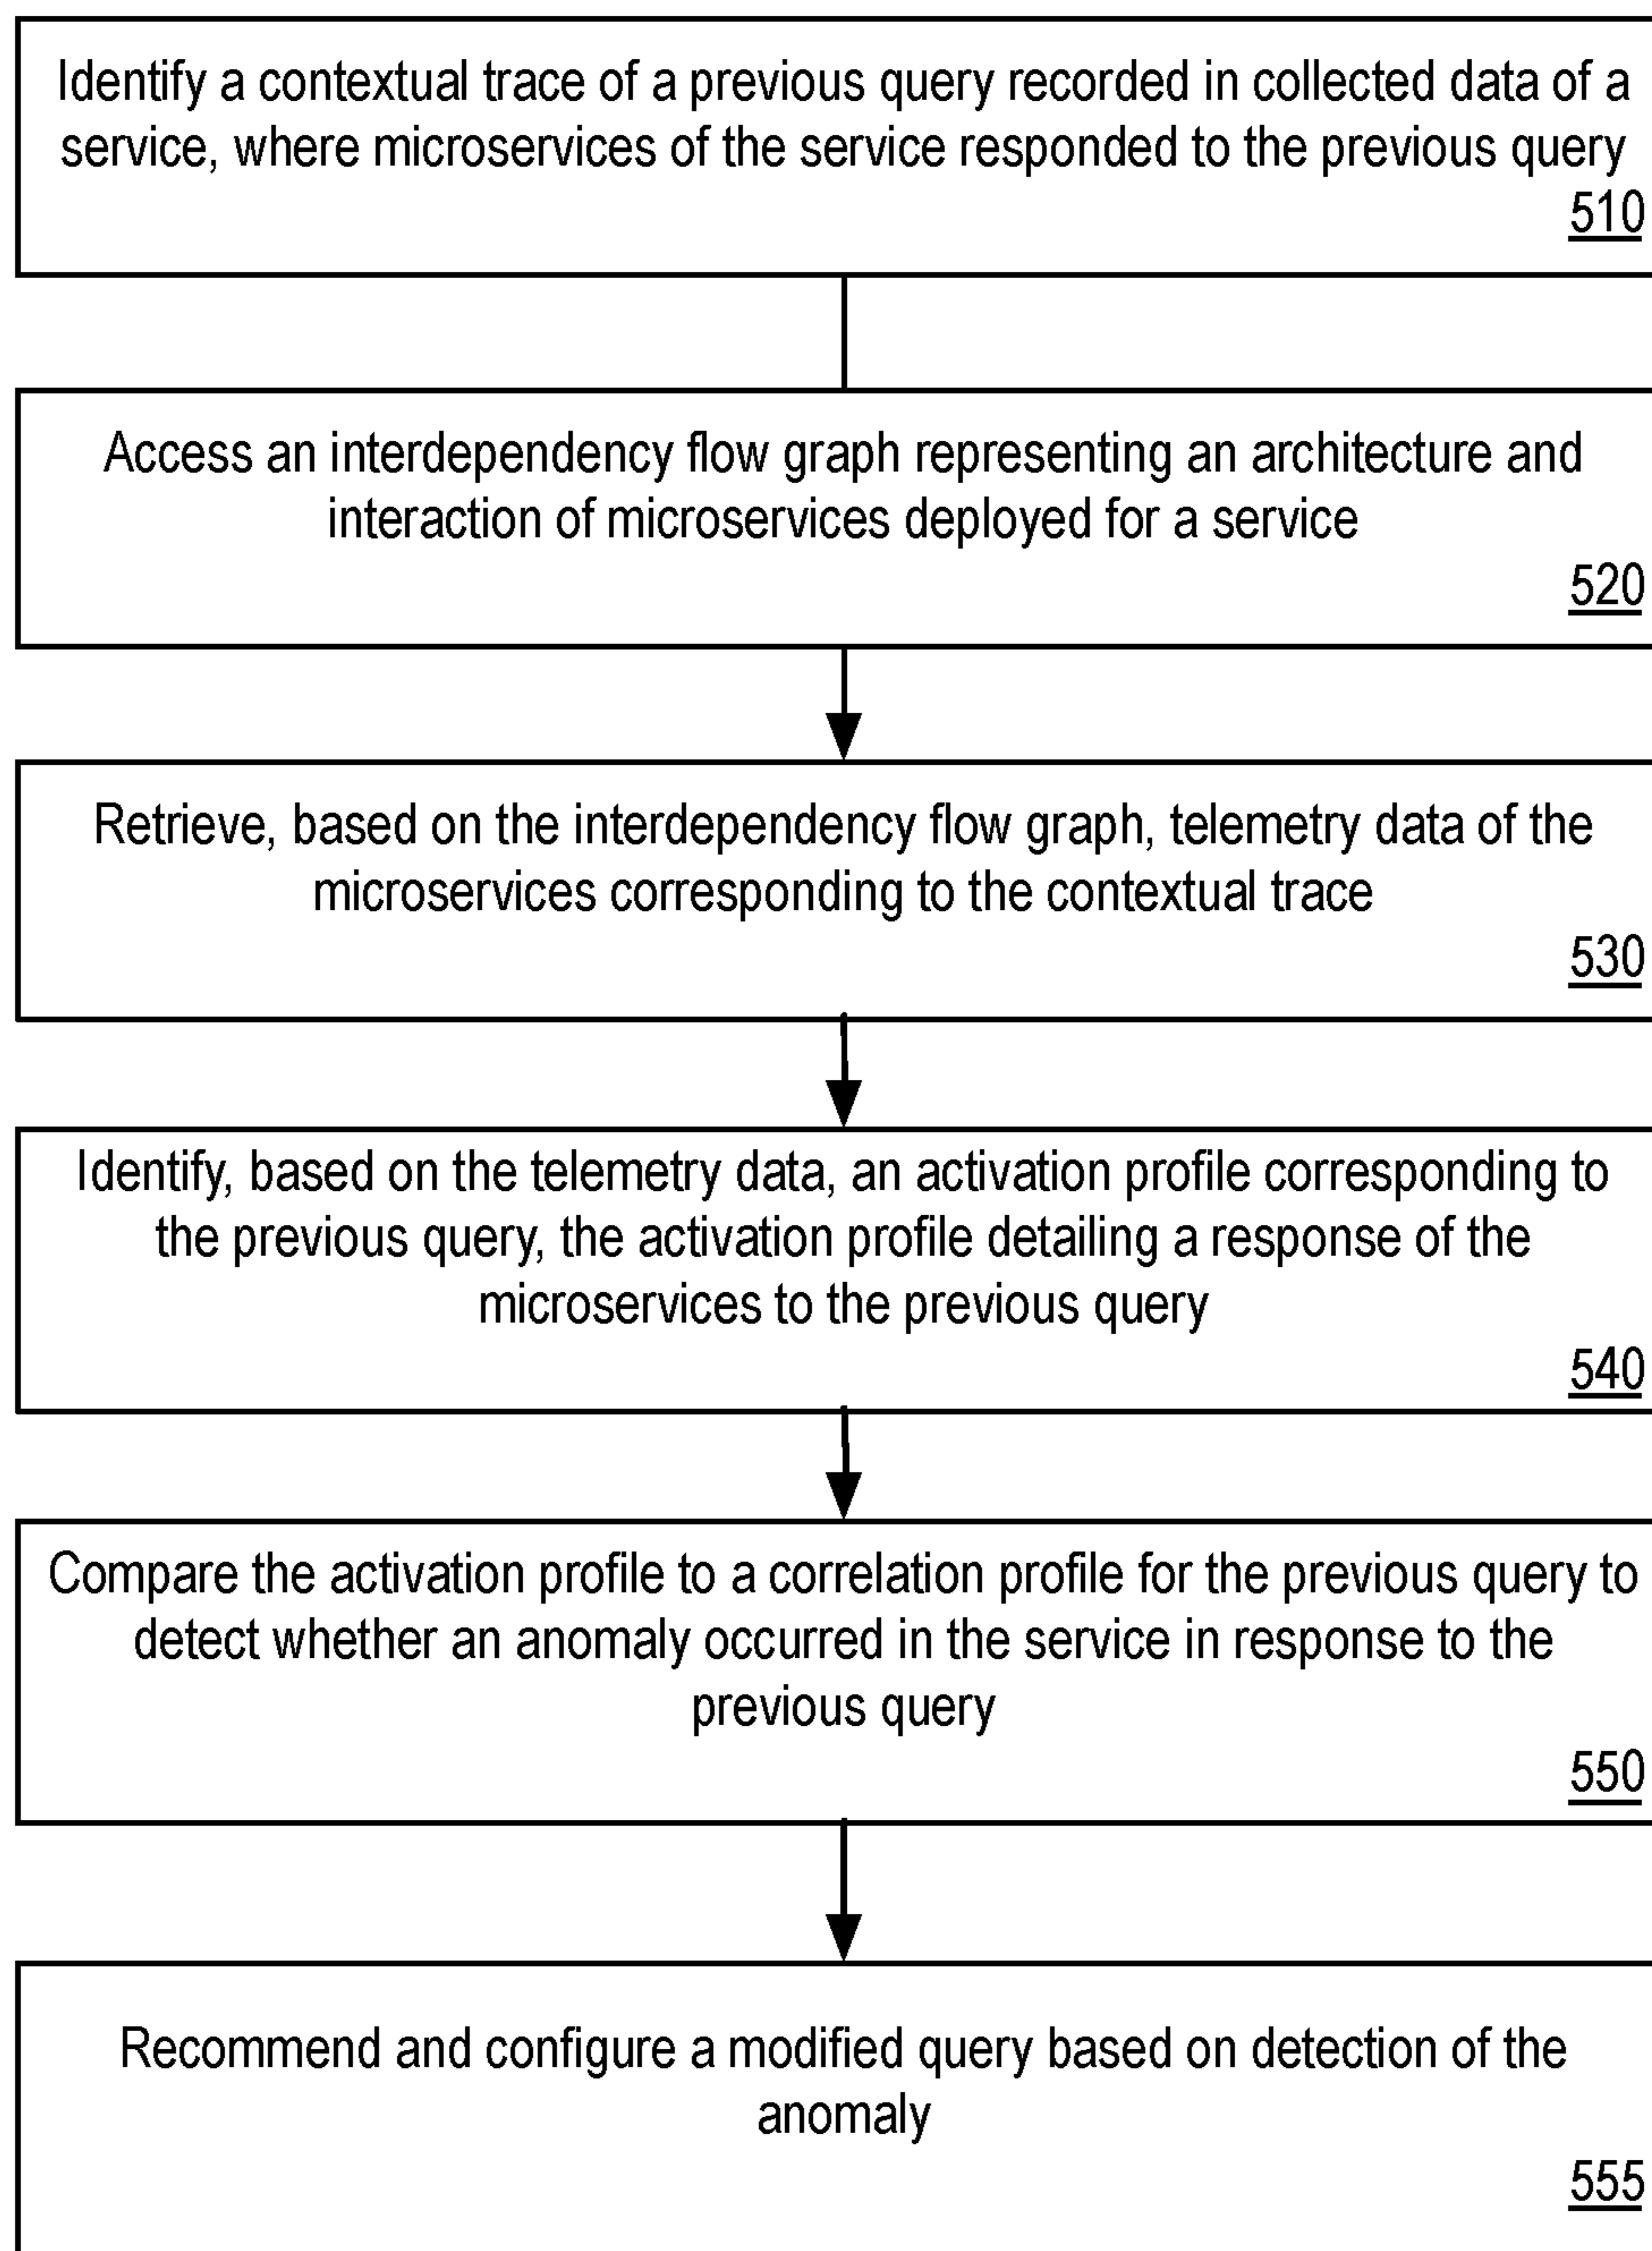 Identify a contextual trace of a previous query recorded in collected data of a
service, where microservices of the service responded to the previous query
510
Access an interdependency flow graph representing an architecture and
interaction of microservices deployed for a service
520
Retrieve, based on the interdependency flow graph, telemetry data of the
microservices corresponding to the contextual trace
530
Identify, based on the telemetry data, an activation profile corresponding to
the previous query, the activation profile detailing a response of the
microservices to the previous query
540
Compare the activation profile to a correlation profile for the previous query to
detect whether an anomaly occurred in the service in response to the
previous query
550
Recommend and configure a modified query based on detection of the
anomaly
555